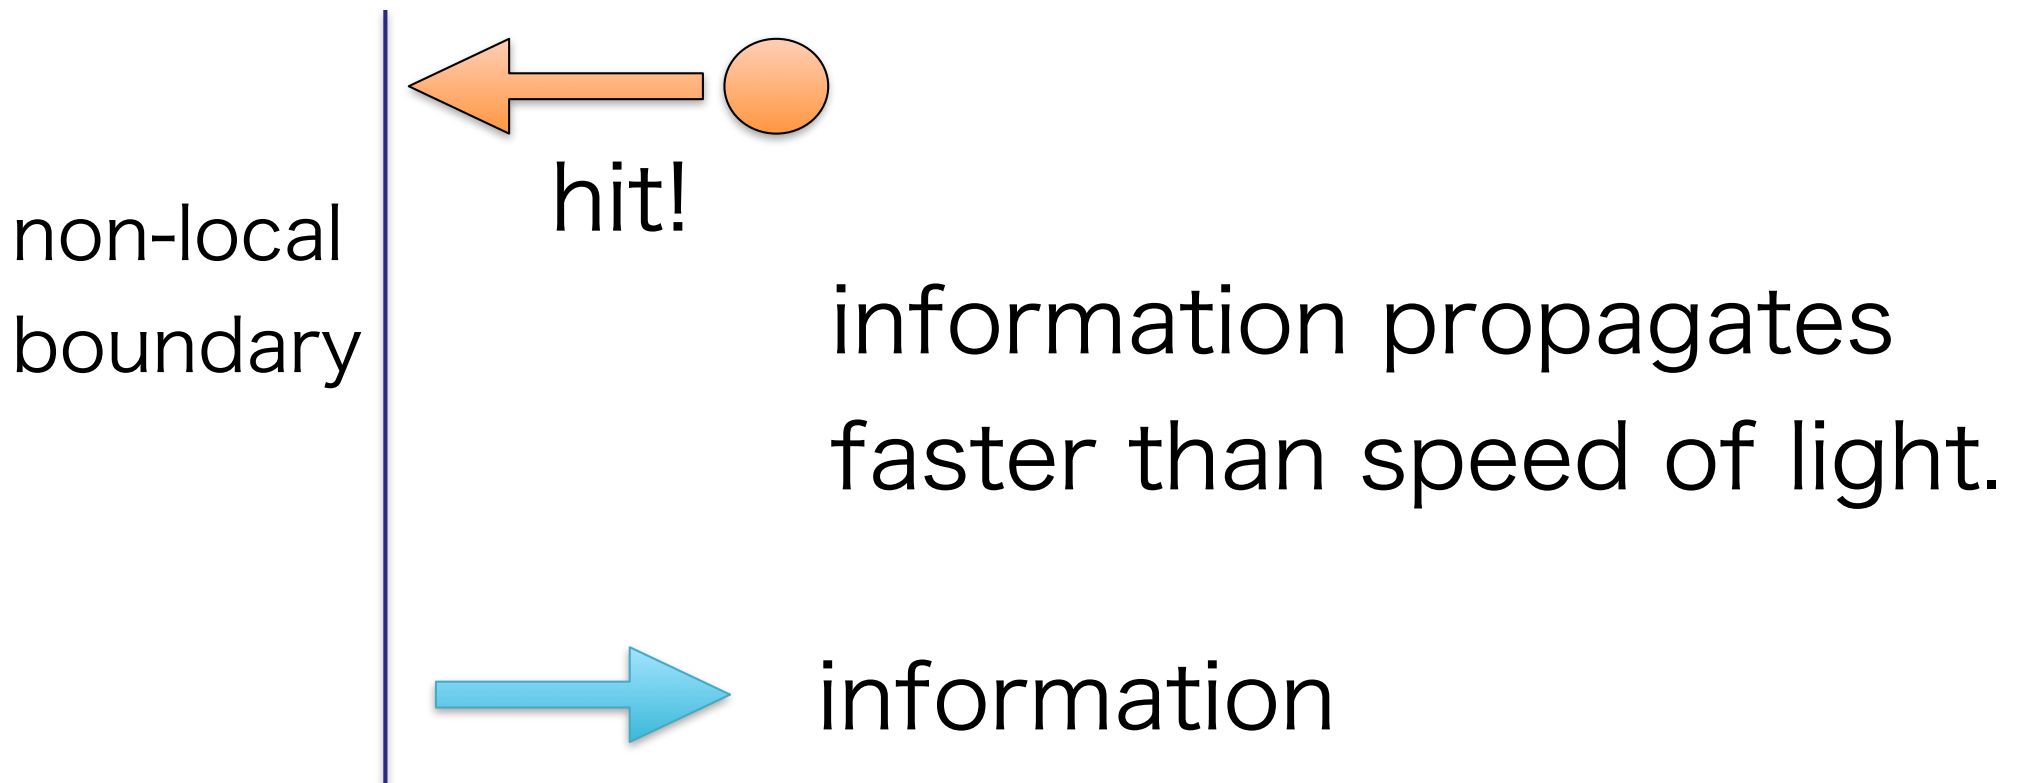 hit!
non-local
boundary
information propagates
faster than speed of light.
information